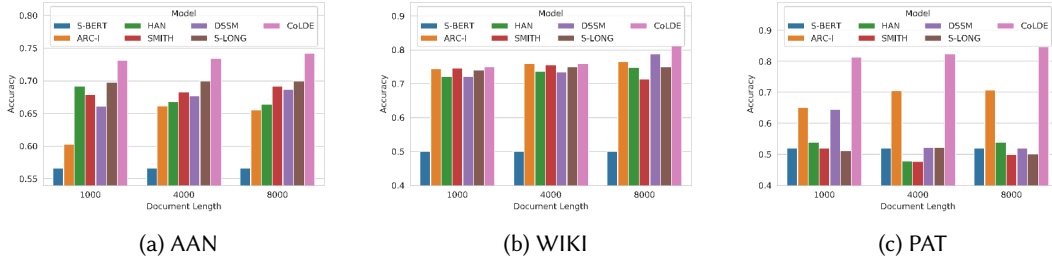 Model
S-BERT HAN DSSM CoLDE
ARC-I SMITH S-LONG
0.80
0.75
0.70
0.65
0.60
0.55
Accuracy
1000 4000 8000
Document Length
(a) AAN
Model
S-BERT HAN DSSM CoLDE
ARC-I SMITH S-LONG
0.9
0.8
0.7
0.6
0.5
0.4
Accuracy
1000 4000 8000
Document Length
(b) WIKI
Model
S-BERT HAN DSSM CoLDE
ARC-I SMITH S-LONG
0.9
0.8
0.7
0.6
0.5
0.4
Accuracy
1000 4000 8000
Document Length
(c) PAT